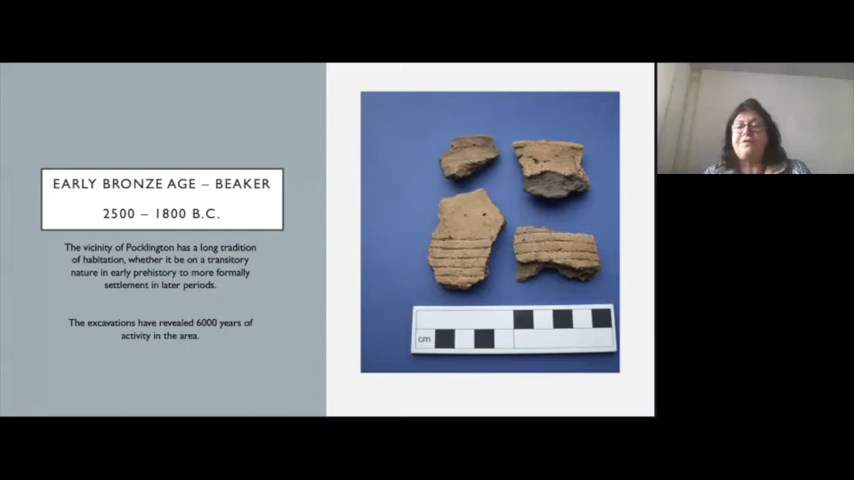 EARLY BRONZE AGE – BEAKER
2500 – 1800 B.C.
The vicinity of Pocklington has a long tradition
of habitation, whether it be on a transitory
nature in early prehistory to more formally
settlement in later periods.
The excavations have revealed 6000 years of
activity in the area.
cm